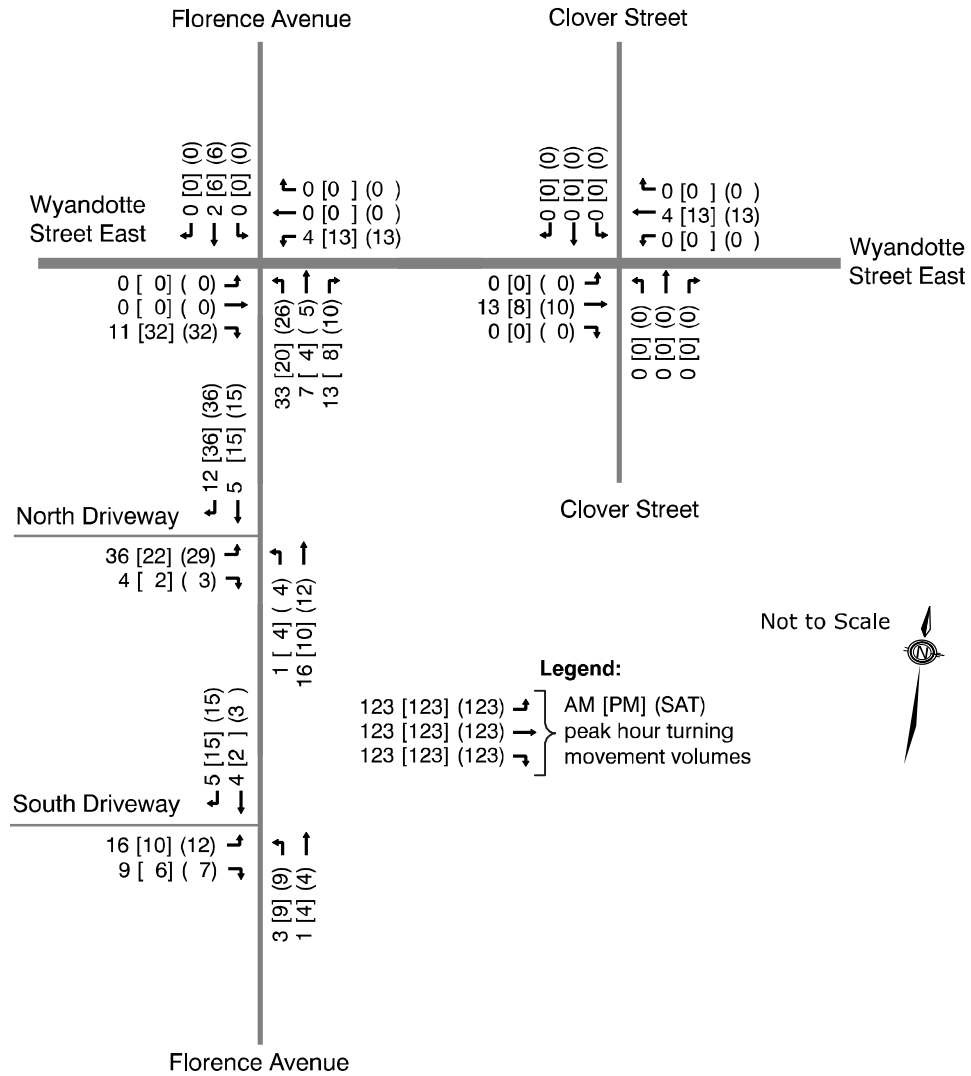 Florence Avenue
Clover Street
0 [0] (0)
2 [6] (6)
0 [0] (0)
0 [0 ] (0 )
0 [0 ] (0 )
4 [13] (13)
Wyandotte
Street East
0 [0] (0)
0 [0] (0)
0 [0] (0)
0 [0 ] (0 )
4 [13] (13)
0 [0 ] (0 )
Wyandotte
Street East
0 [ 0] ( 0)
0 [ 0] ( 0)
11 [32] (32)
33 [20] (26)
7 [ 4] ( 5)
13 [ 8] (10)
0 [0] ( 0)
13 [8] (10)
0 [0] ( 0)
0 [0] (0)
0 [0] (0)
0 [0] (0)
12 [36] (36)
5 [15] (15)
Clover Street
North Driveway
36 [22] (29)
4 [ 2] ( 3)
1 [ 4] ( 4)
16 [10] (12)
Not to Scale
N
Legend:
123 [123] (123)
123 [123] (123)
123 [123] (123)
AM [PM] (SAT)
peak hour turning
movement volumes
5 [15] (15)
4 [2 ] (3 )
South Driveway
16 [10] (12)
9 [ 6] ( 7)
3 [9] (9)
1 [4] (4)
Florence Avenue